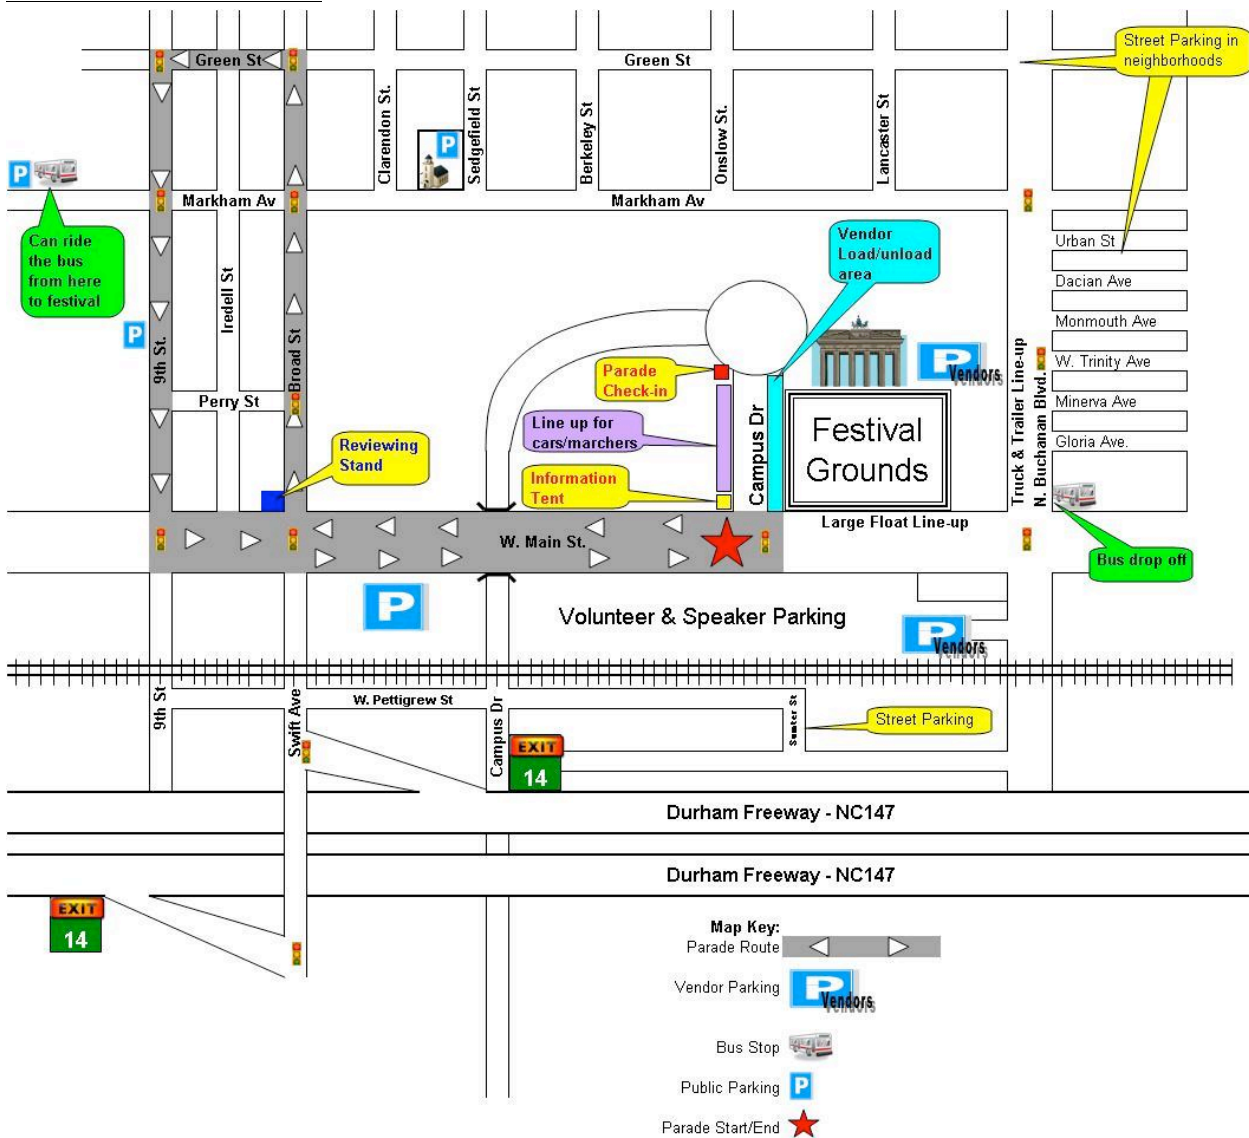 Green St
Green St
Street Parking in
neighborhoods
Clarendon St.
Sedgefield St
Berkeley St
Onslow St.
Lancaster St
P
P
Markham Av
Markham Av
Can ride
the bus
from here
to festival
Iredell St
Vendor
Load/unload
area
Urban St
Dacian Ave
Monmouth Ave
W. Trinity Ave
Minerva Ave
Gloria Ave.
P
9th St.
Broad St
Perry St
Parade
Check-in
P
Vendors
Truck & Trailer Line-up
N. Buchanan Blvd.
Line up for
cars/marchers
Campus Dr
Festival
Grounds
Reviewing
Stand
Information
Tent
Large Float Line-up
W. Main St.
Bus drop off
P
Volunteer & Speaker Parking
P
Vendors
9th St
Swift Ave
W. Pettigrew St
Campus Dr
Sumter St
Street Parking
EXIT
14
Durham Freeway - NC147
Durham Freeway - NC147
EXIT
14
Map Key:
Parade Route
Vendor Parking
P
Vendors
Bus Stop
Public Parking
P
Parade Start/End